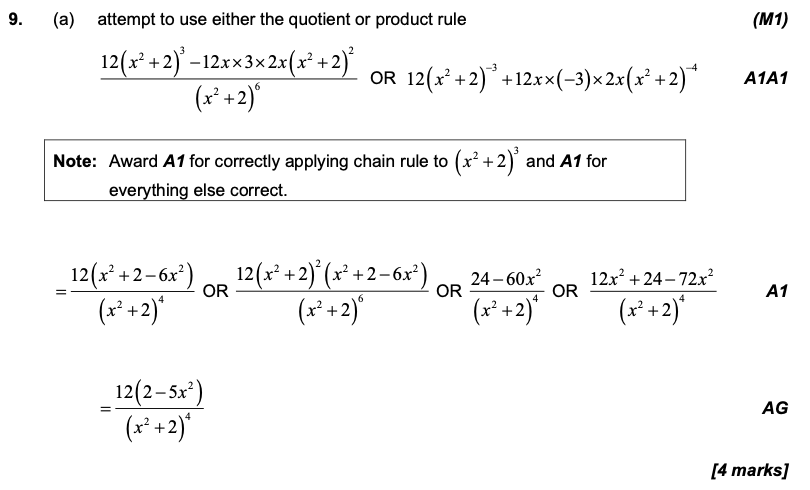 9. (a) attempt to use either the quotient or product rule (M1)
\frac{12(x^2+2)^3-12x\times3\times2x(x^2+2)^2}{(x^2+2)^6} OR 12(x^2+2)^{-3}+12x\times(-3)\times2x(x^2+2)^{-4} A1A1
Note: Award A1 for correctly applying chain rule to (x^2+2)^3 and A1 for
everything else correct.
=\frac{12(x^2+2-6x^2)}{(x^2+2)^4} OR \frac{12(x^2+2)^2(x^2+2-6x^2)}{(x^2+2)^6} OR \frac{24-60x^2}{(x^2+2)^4} OR \frac{12x^2+24-72x^2}{(x^2+2)^4} A1
=\frac{12(2-5x^2)}{(x^2+2)^4} AG
[4 marks]